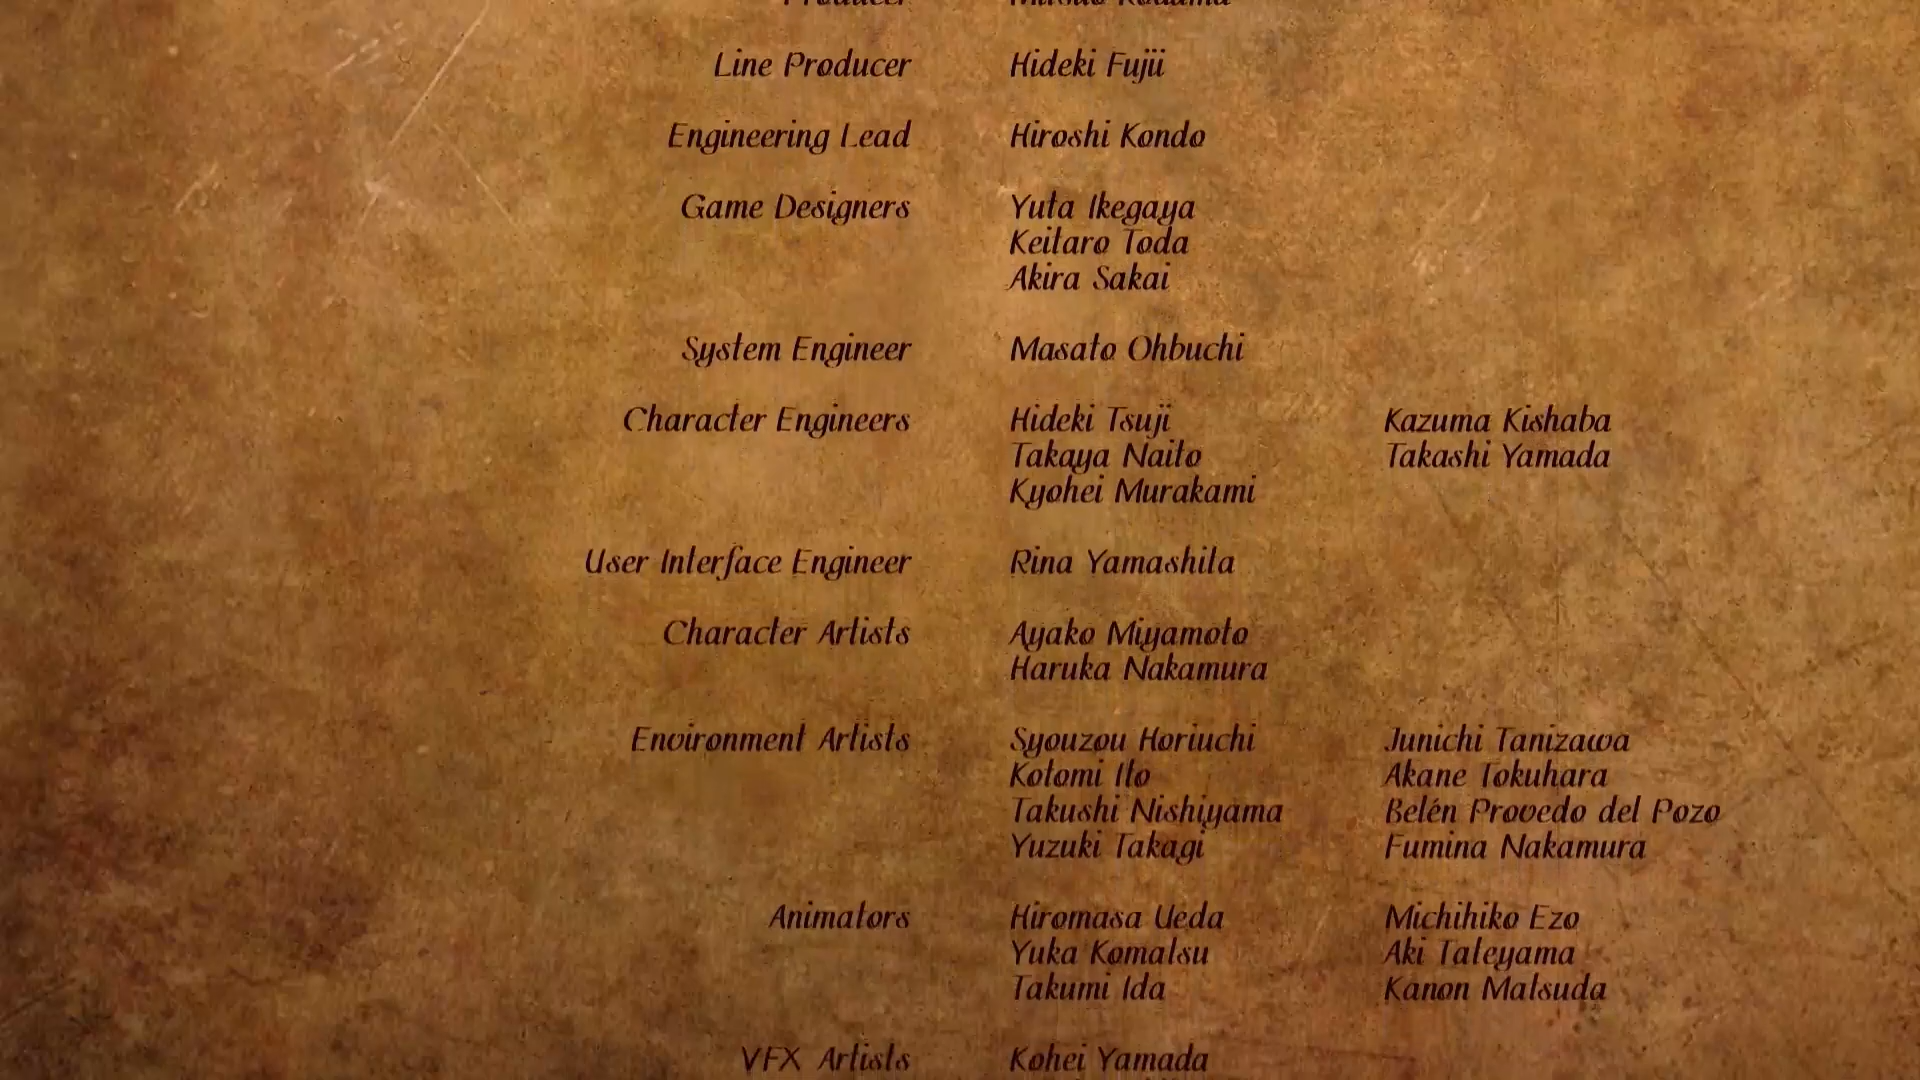 Producer
Line Producer Hideki Fujii
Engineering Lead Hiroshi Kondo
Game Designers Yuta Ikegaya
Keitaro Toda
Akira Sakai
System Engineer Masato Ohbuchi
Character Engineers Hideki Tsuji Kazuma Kishaba
Takaya Naito Takashi Yamada
Kyohei Murakami
User Interface Engineer Rina Yamashita
Character Artists Ayako Miyamoto
Haruka Nakamura
Environment Artists Syouzou Horiuchi Junichi Tanizawa
Kotomi Ito Akane Tokuhara
Takushi Nishiyama Belén Provedo del Pozo
Yuzuki Takagi Fumina Nakamura
Animators Hiromasa Ueda Michihiko Ezo
Yuka Komatsu Aki Tateyama
Takumi Ida Kanon Matsuda
VFX Artists Kohei Yamada